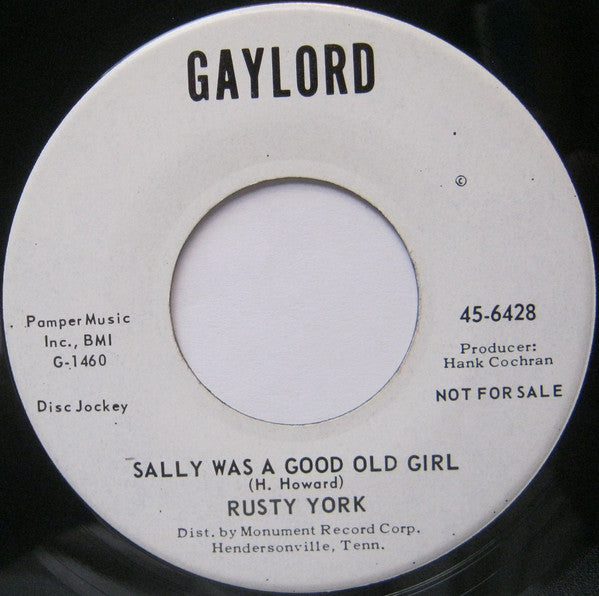 GAYLORD
©
Pamper Music
Inc., BMI
G-1460
Disc Jockey
45-6428
Producer:
Hank Cochran
NOT FOR SALE
SALLY WAS A GOOD OLD GIRL
(H. Howard)
RUSTY YORK
Dist. by Monument Record Corp.
Hendersonville, Tenn.